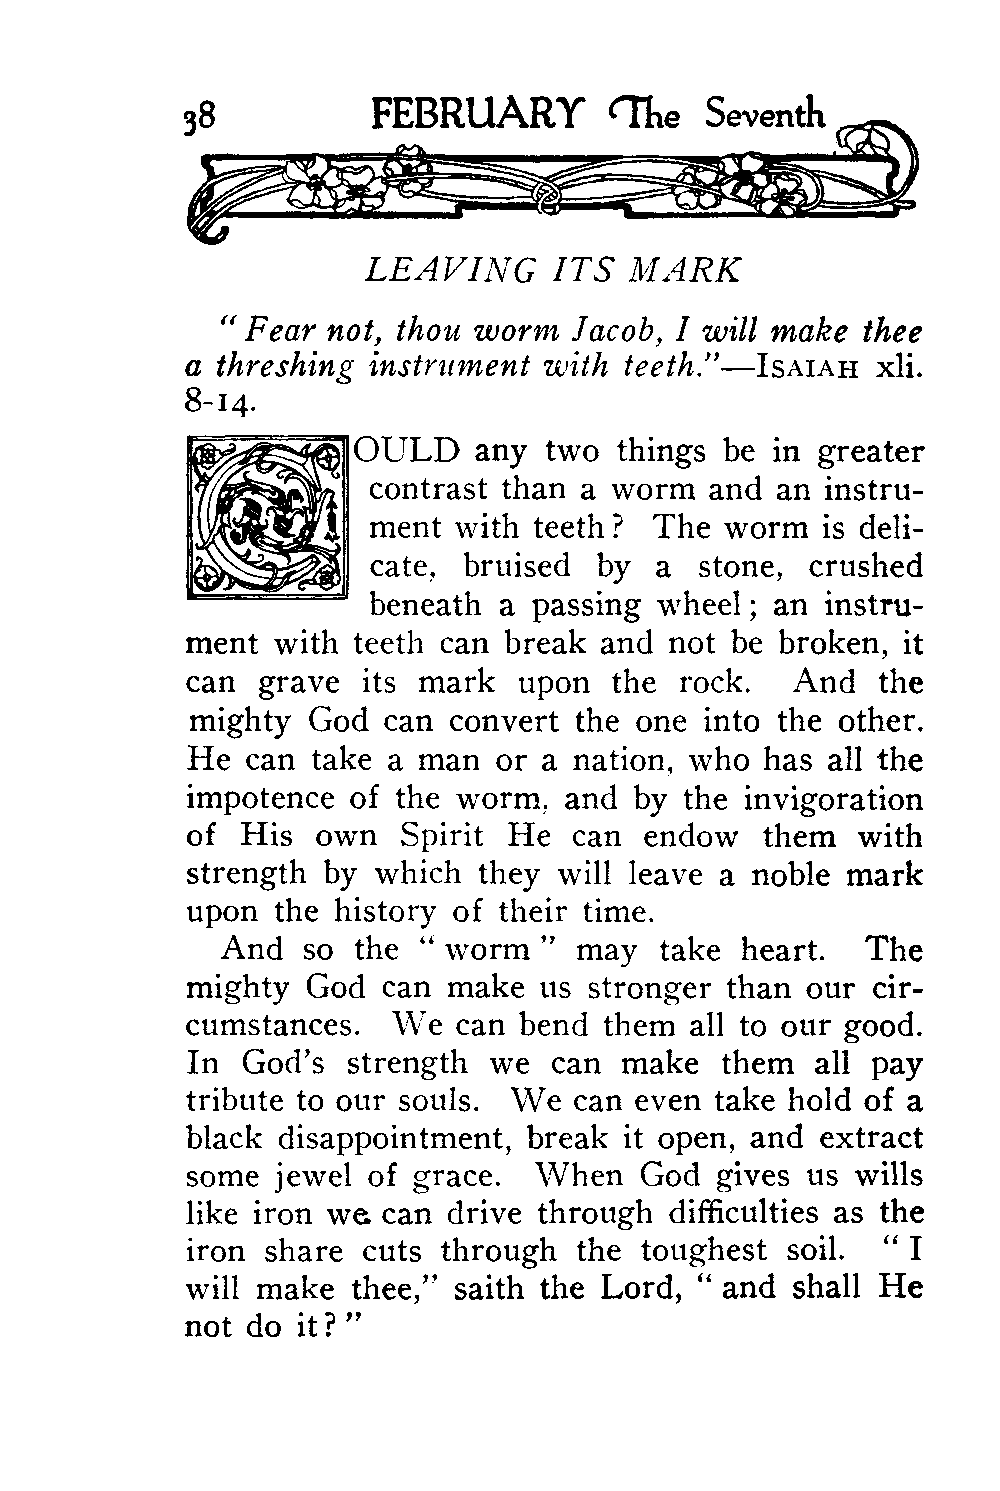 38 FEBRUARY The Seventh
LEAVING ITS MARK
“ Fear not, thou worm Jacob, I will make thee
a threshing instrument with teeth.”—ISAIAH xli.
8-14.
COULD any two things be in greater
contrast than a worm and an instru-
ment with teeth? The worm is deli-
cate, bruised by a stone, crushed
beneath a passing wheel; an instru-
ment with teeth can break and not be broken, it
can grave its mark upon the rock. And the
mighty God can convert the one into the other.
He can take a man or a nation, who has all the
impotence of the worm, and by the invigoration
of His own Spirit He can endow them with
strength by which they will leave a noble mark
upon the history of their time.
And so the “ worm ” may take heart. The
mighty God can make us stronger than our cir-
cumstances. We can bend them all to our good.
In God’s strength we can make them all pay
tribute to our souls. We can even take hold of a
black disappointment, break it open, and extract
some jewel of grace. When God gives us wills
like iron we can drive through difficulties as the
iron share cuts through the toughest soil. “ I
will make thee,” saith the Lord, “ and shall He
not do it? ”